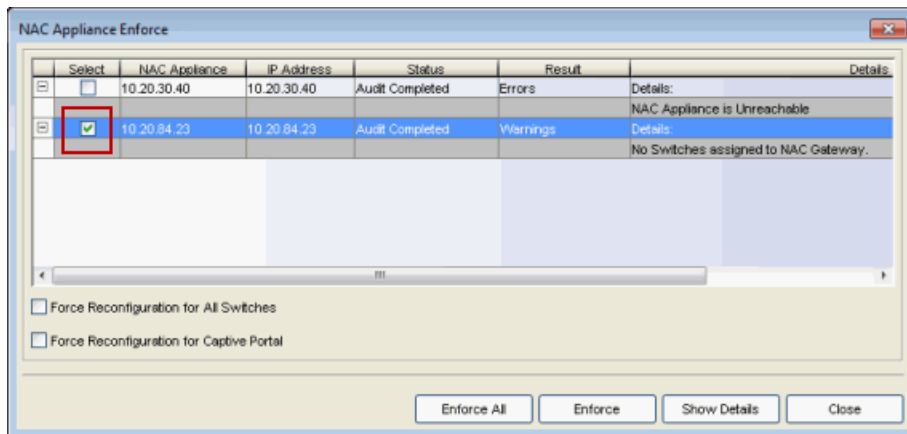 NAC Appliance Enforce
Select NAC Appliance IP Address Status Result Details
10.20.30.40 10.20.30.40 Audit Completed Errors Details:
NAC Appliance is Unreachable
10.20.84.23 10.20.84.23 Audit Completed Warnings Details:
No Switches assigned to NAC Gateway.
Force Reconfiguration for All Switches
Force Reconfiguration for Captive Portal
Enforce All Enforce Show Details Close